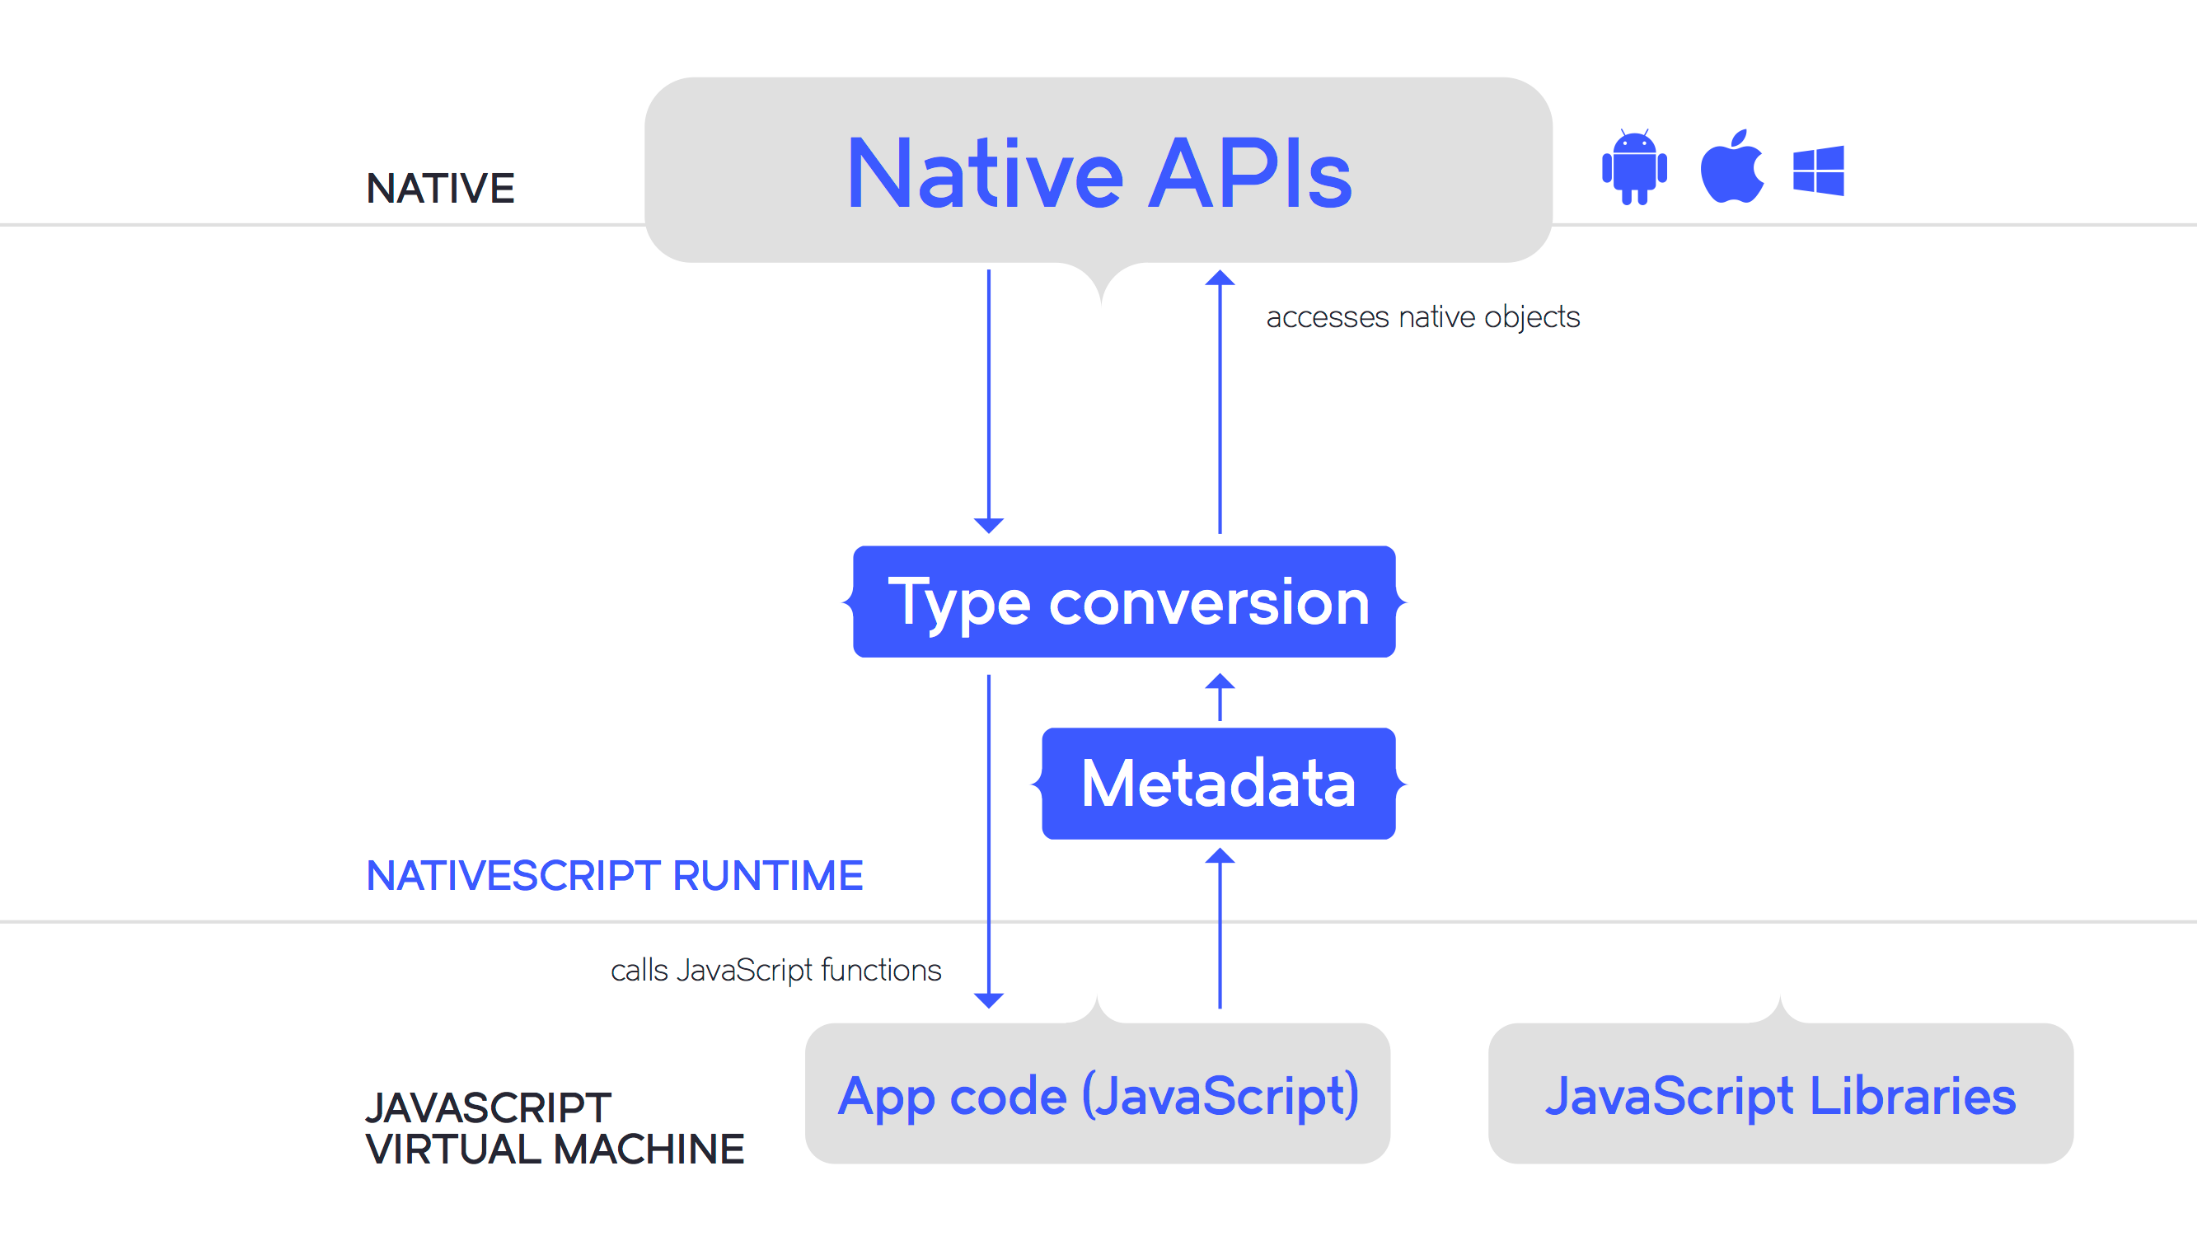 NATIVE
Native APIs
accesses native objects
Type conversion
Metadata
NATIVESCRIPT RUNTIME
calls JavaScript functions
App code (JavaScript)
JavaScript Libraries
JAVASCRIPT
VIRTUAL MACHINE